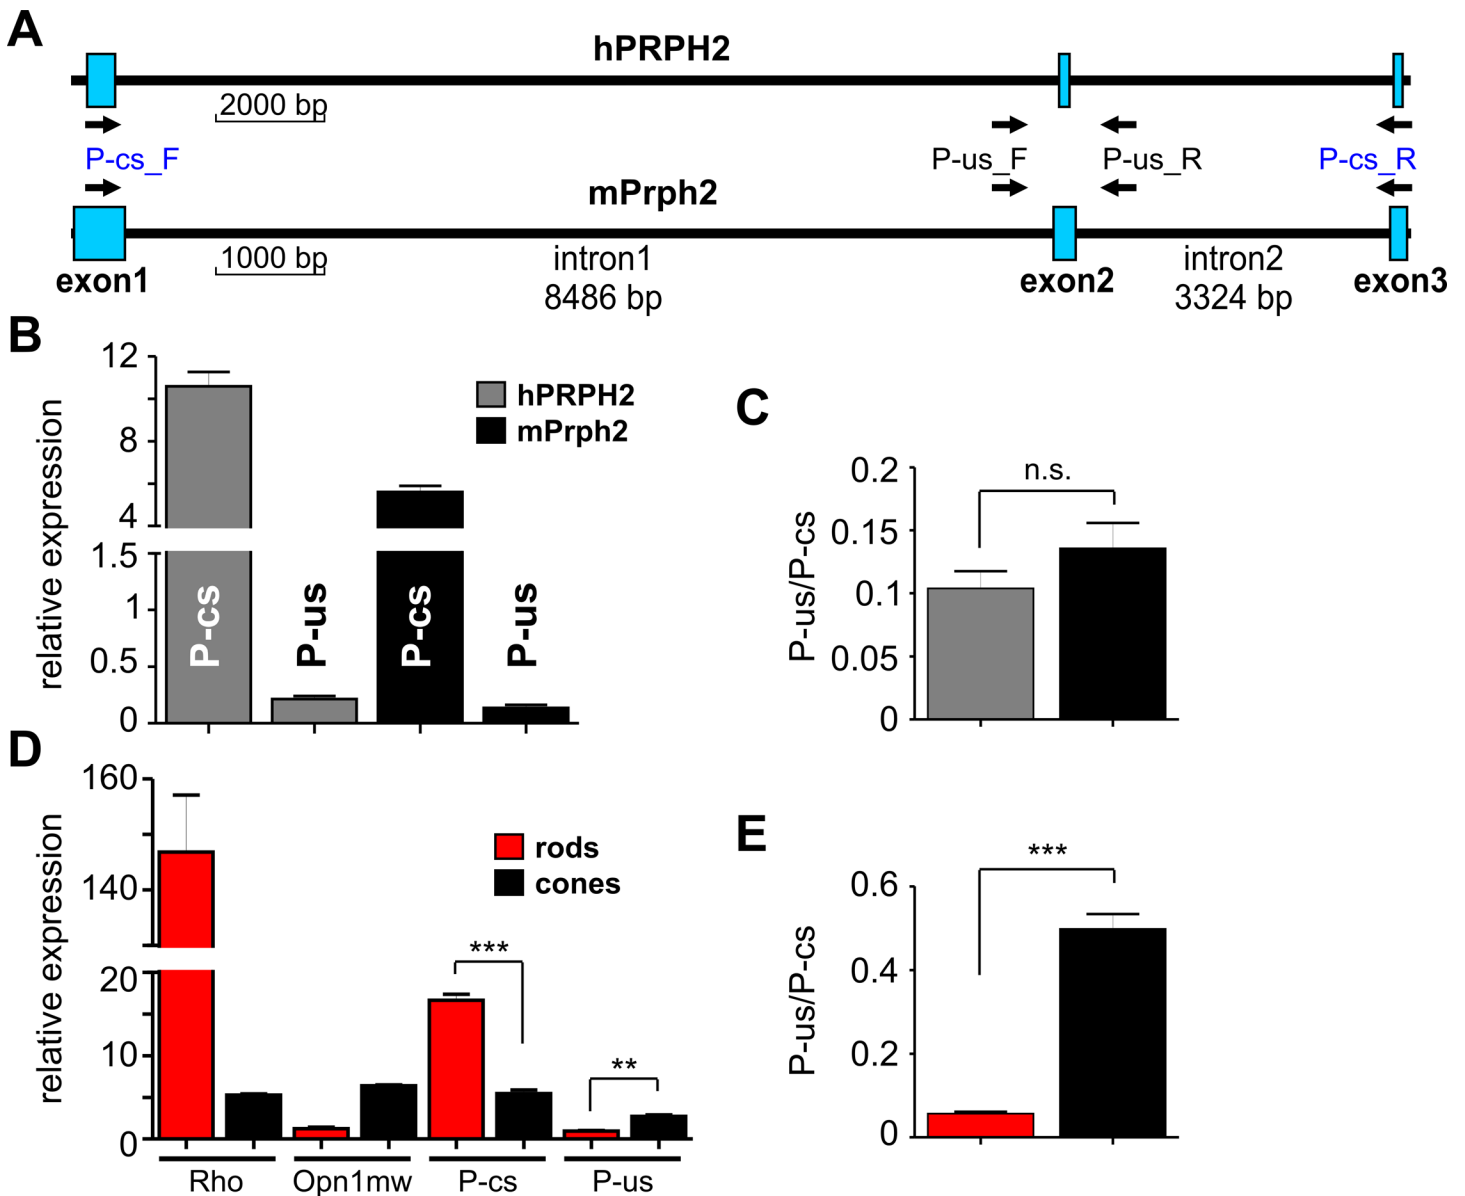 A
hPRPH2
2000 bp
P-cs_F
P-us_F
P-us_R
P-cs_R
mPrph2
1000 bp
intron1
8486 bp
intron2
3324 bp
exon1
exon2
exon3
B
relative expression
relative expression
12
8
4
1.5
1
0.5
0
P-cs
P-us
P-cs
P-us
hPRPH2
mPrph2
C
P-us/P-cs
0.2
0.15
0.1
0.05
0
n.s.
D
relative expression
160
140
20
10
0
rods
cones
***
**
Rho
Opn1mw
P-cs
P-us
E
P-us/P-cs
0.6
0.4
0.2
0
***